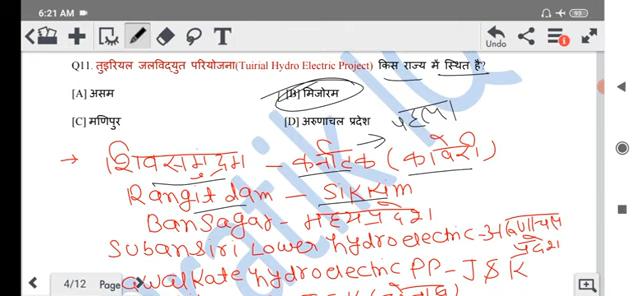 6:21 AM
93
Undo
Q11. तुइरियल जलविद्युत परियोजना(Tuirial Hydro Electric Project) किस राज्य में स्थित है?
[A] असम [B] मिजोरम
[C] मणिपुर [D] अरुणाचल प्रदेश
पहला
→ शिवसमुद्रम - कर्नाटक (कावेरी)
Rangit dam - Sikkim
Bansagar - मध्यप्रदेश
Subansiri Lower hydroelectric - अरुणाचल प्रदेश
awalkate hydroelectric PP - J & K
4/12